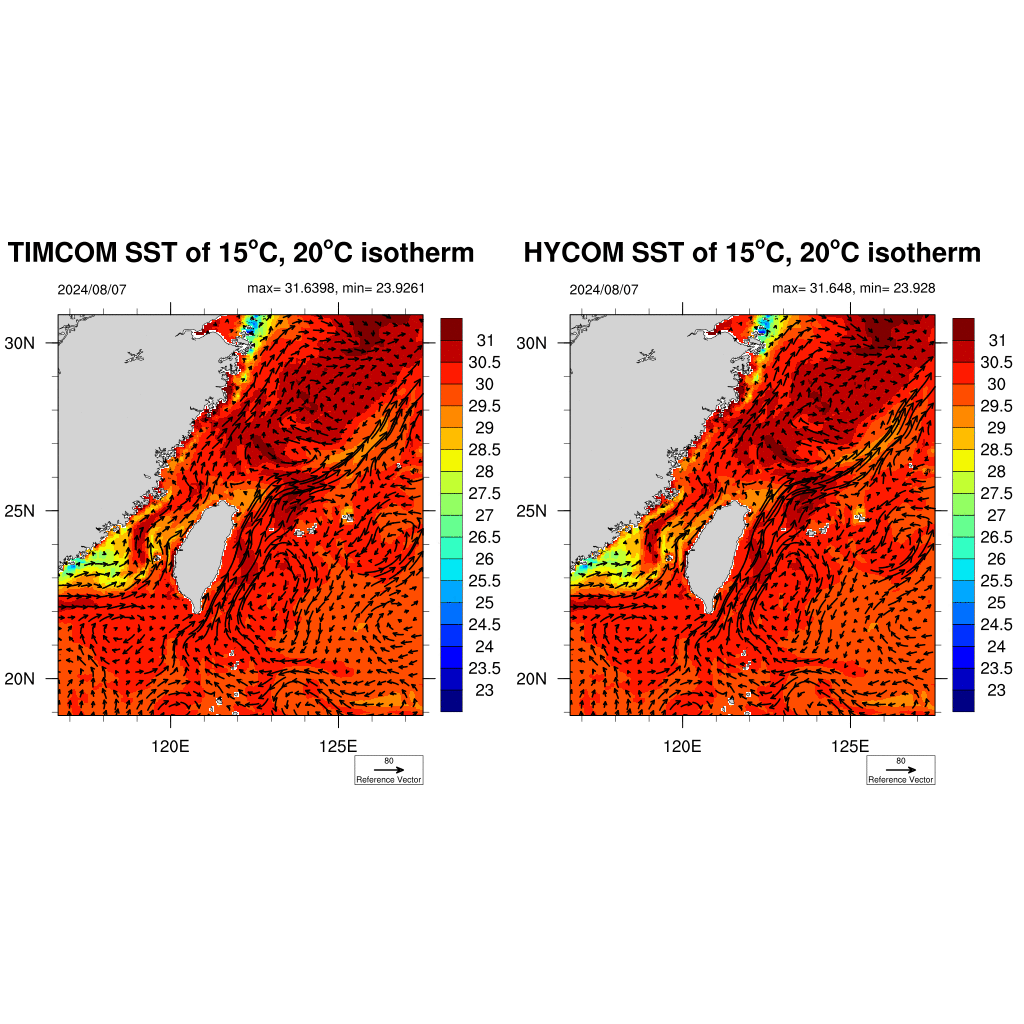 TIMCOM SST of 15°C, 20°C isotherm
2024/08/07 max= 31.6398, min= 23.9261
30N
25N
20N
120E 125E
31
30.5
30
29.5
29
28.5
28
27.5
27
26.5
26
25.5
25
24.5
24
23.5
23
80
Reference Vector
HYCOM SST of 15°C, 20°C isotherm
2024/08/07 max= 31.648, min= 23.928
30N
25N
20N
120E 125E
31
30.5
30
29.5
29
28.5
28
27.5
27
26.5
26
25.5
25
24.5
24
23.5
23
80
Reference Vector